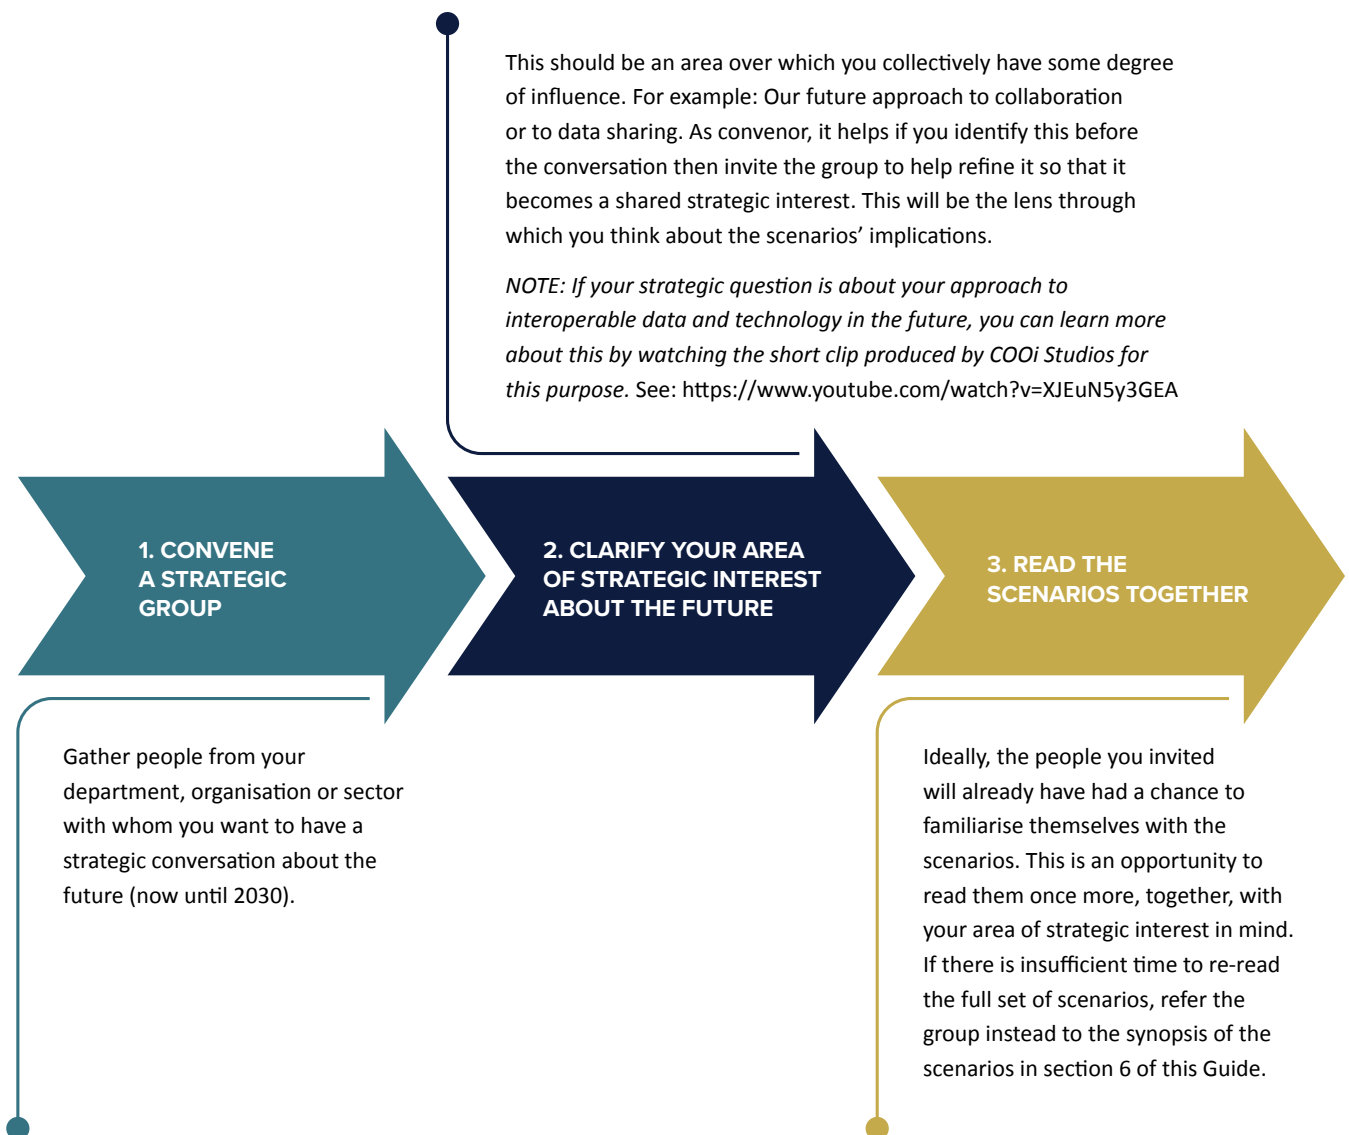 This should be an area over which you collectively have some degree
of influence. For example: Our future approach to collaboration
or to data sharing. As convenor, it helps if you identify this before
the conversation then invite the group to help refine it so that it
becomes a shared strategic interest. This will be the lens through
which you think about the scenarios’ implications.
NOTE: If your strategic question is about your approach to
interoperable data and technology in the future, you can learn more
about this by watching the short clip produced by COOi Studios for
this purpose. See: https://www.youtube.com/watch?v=XJEuN5y3GEA
1. CONVENE
A STRATEGIC
GROUP
2. CLARIFY YOUR AREA
OF STRATEGIC INTEREST
ABOUT THE FUTURE
3. READ THE
SCENARIOS TOGETHER
Gather people from your
department, organisation or sector
with whom you want to have a
strategic conversation about the
future (now until 2030).
Ideally, the people you invited
will already have had a chance to
familiarise themselves with the
scenarios. This is an opportunity to
read them once more, together, with
your area of strategic interest in mind.
If there is insufficient time to re-read
the full set of scenarios, refer the
group instead to the synopsis of the
scenarios in section 6 of this Guide.